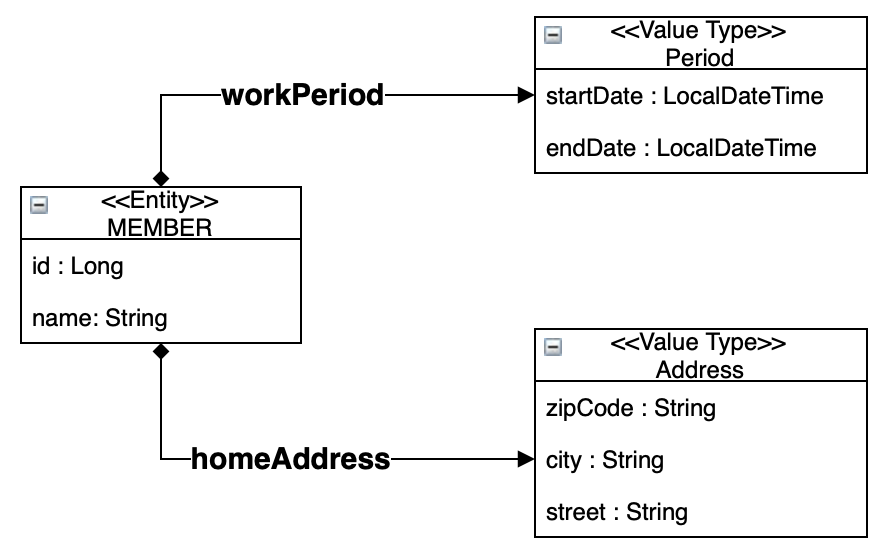 <<Value Type>>
Period
startDate : LocalDateTime
endDate : LocalDateTime
workPeriod
<<Entity>>
MEMBER
id : Long
name: String
homeAddress
<<Value Type>>
Address
zipCode : String
city : String
street : String